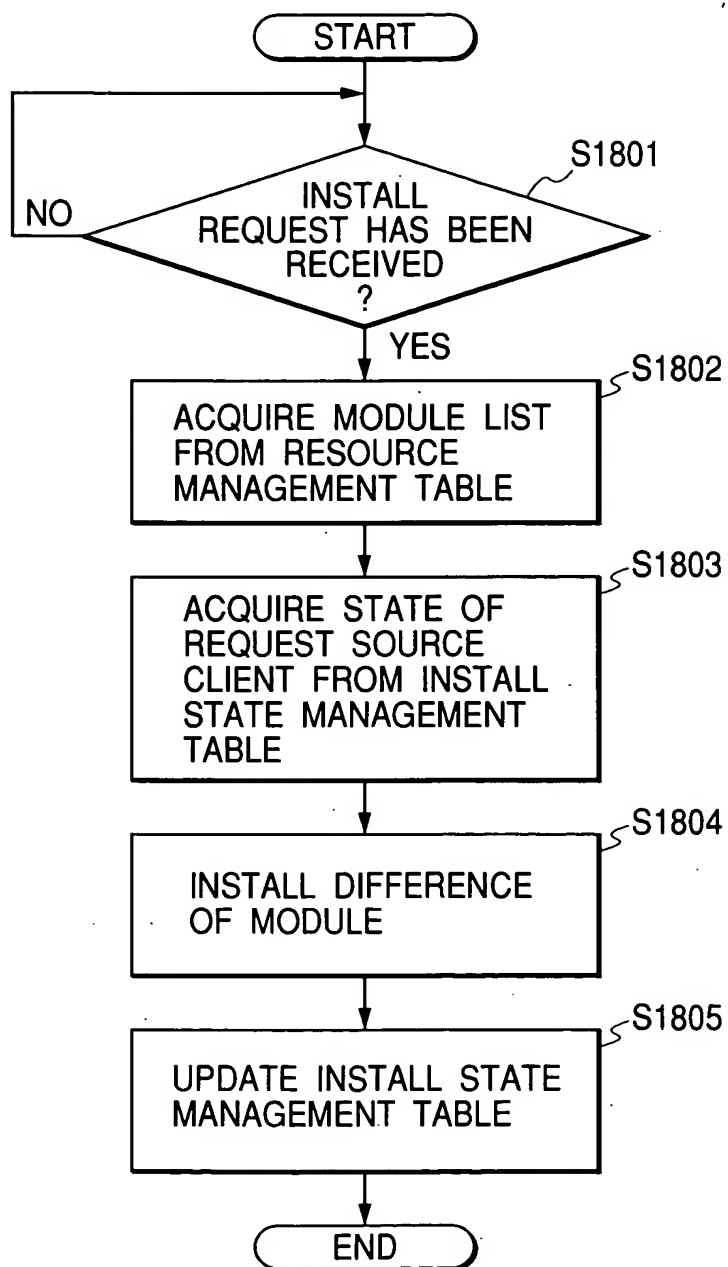 START
S1801
INSTALL
REQUEST HAS BEEN
RECEIVED
?
NO
YES
S1802
ACQUIRE MODULE LIST
FROM RESOURCE
MANAGEMENT TABLE
S1803
ACQUIRE STATE OF
REQUEST SOURCE
CLIENT FROM INSTALL
STATE MANAGEMENT
TABLE
S1804
INSTALL DIFFERENCE
OF MODULE
S1805
UPDATE INSTALL STATE
MANAGEMENT TABLE
END